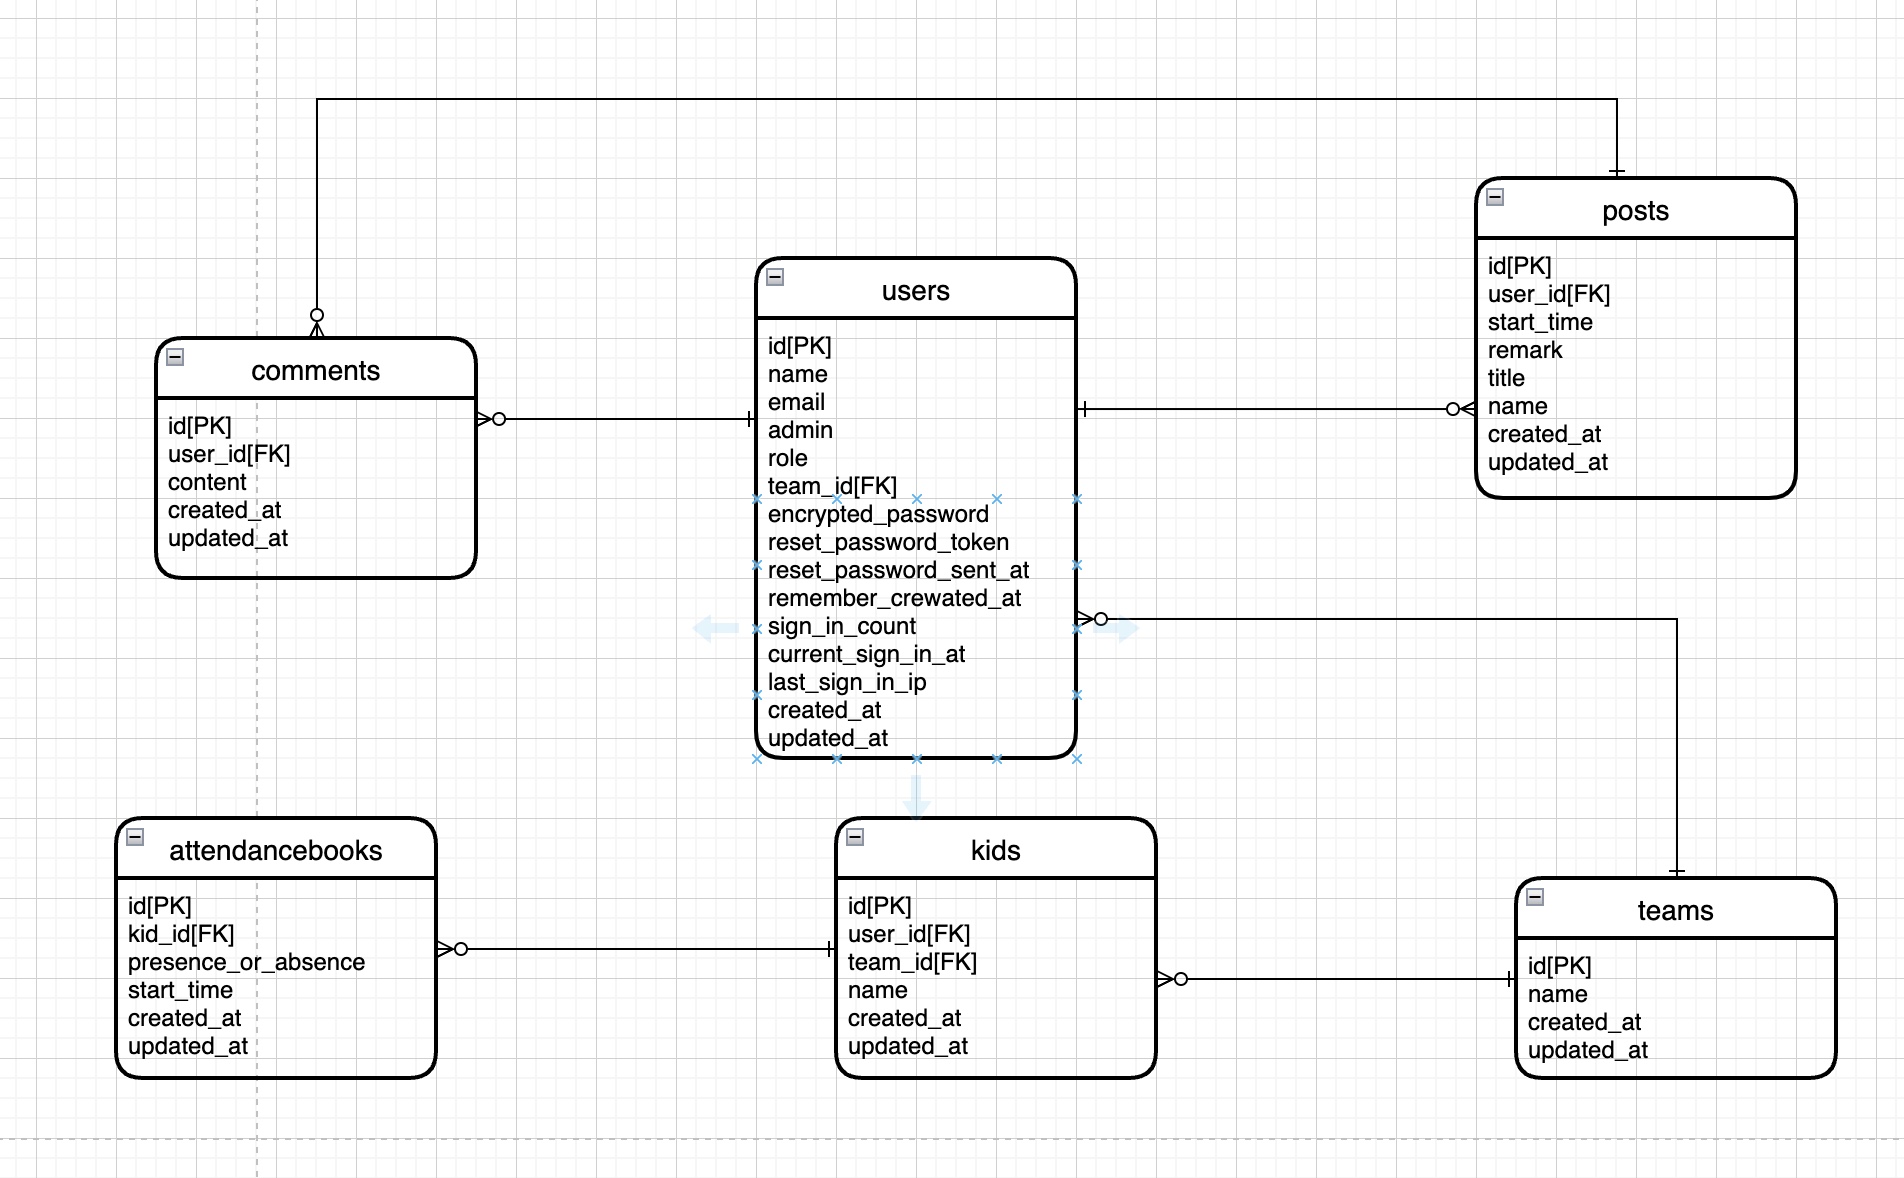 posts
id[PK]
user_id[FK]
start_time
remark
title
name
created_at
updated_at
users
id[PK]
name
email
admin
role
team_id[FK]
encrypted_password
reset_password_token
reset_password_sent_at
remember_crewated_at
sign_in_count
current_sign_in_at
last_sign_in_ip
created_at
updated_at
comments
id[PK]
user_id[FK]
content
created_at
updated_at
attendancebooks
id[PK]
kid_id[FK]
presence_or_absence
start_time
created_at
updated_at
kids
id[PK]
user_id[FK]
team_id[FK]
name
created_at
updated_at
teams
id[PK]
name
created_at
updated_at